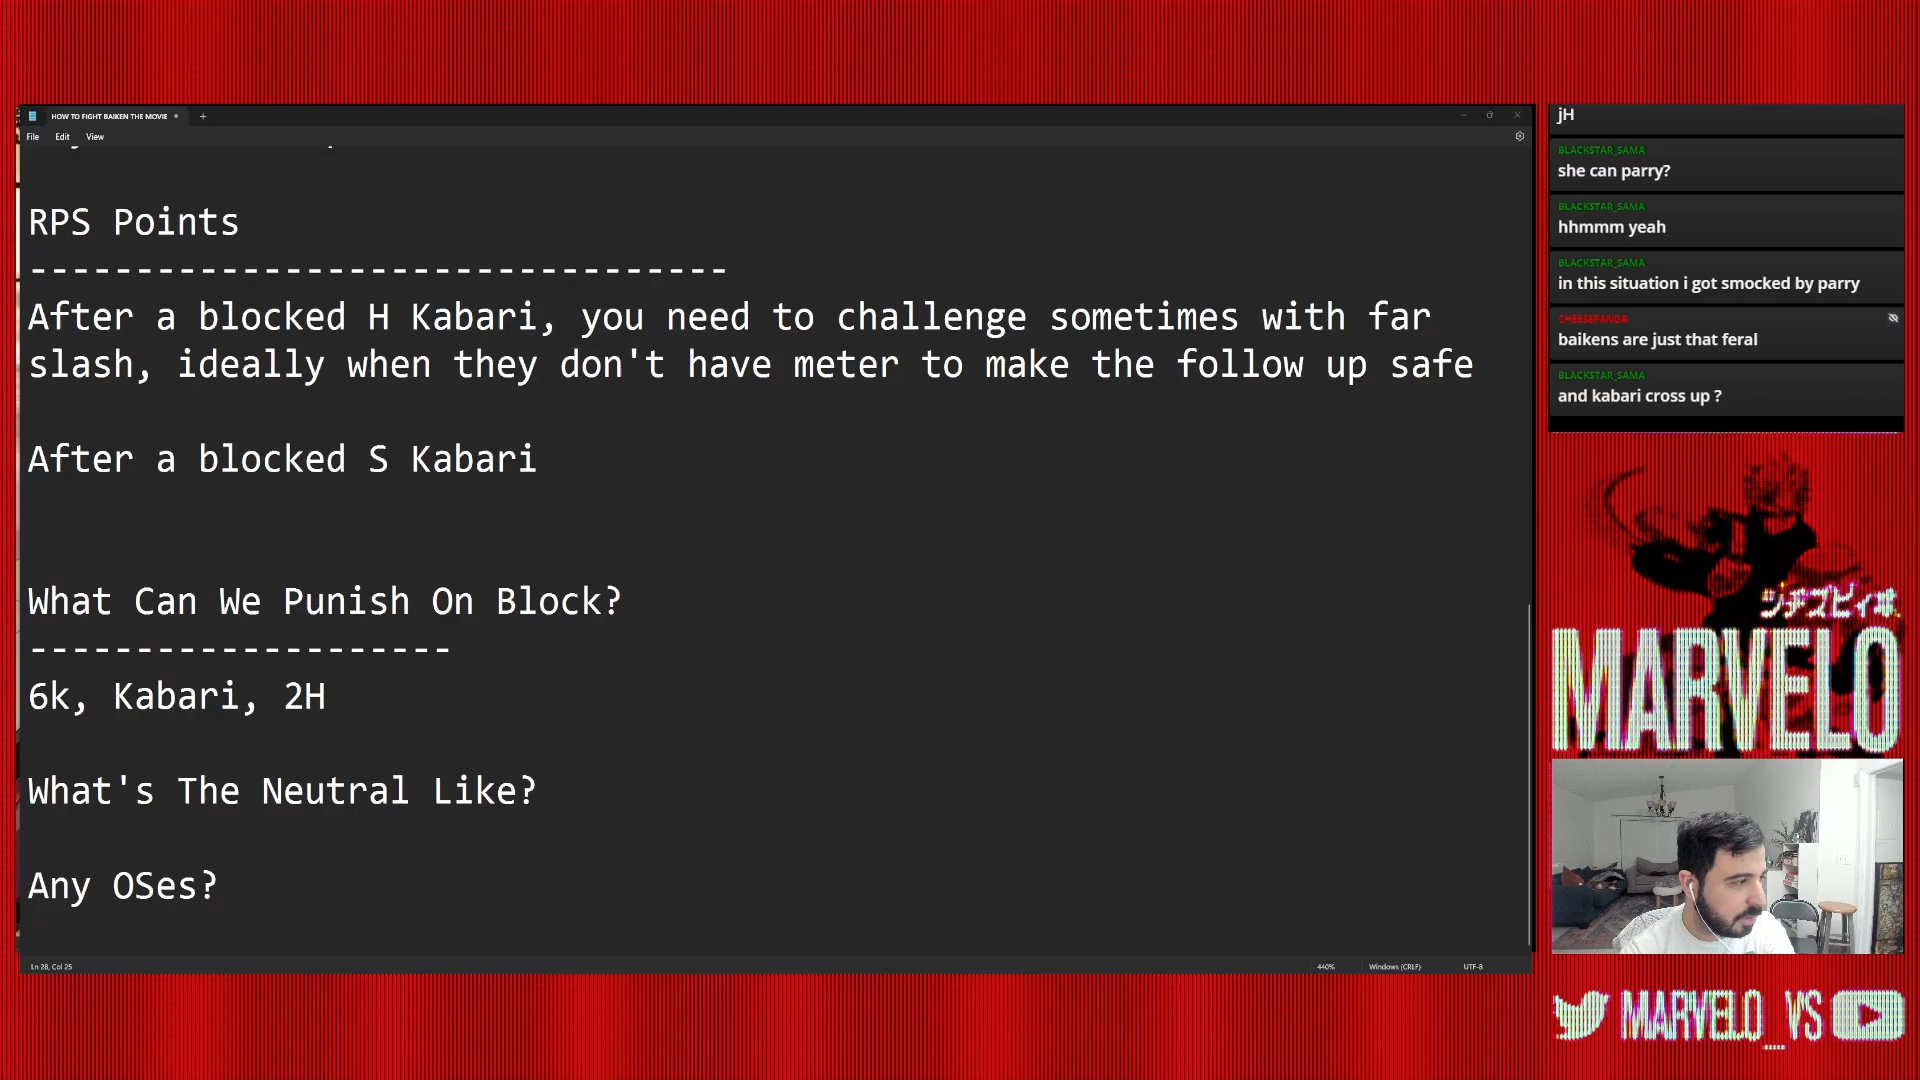 HOW TO FIGHT BAIKEN THE MOVIE
File Edit View
RPS Points
---------------------------------
After a blocked H Kabari, you need to challenge sometimes with far
slash, ideally when they don't have meter to make the follow up safe
After a blocked S Kabari
What Can We Punish On Block?
--------------------
6k, Kabari, 2H
What's The Neutral Like?
Any OSes?
Ln 28, Col 25
440%
Windows (CRLF)
UTF-8
jH
BLACKSTAR_SAMA
she can parry?
BLACKSTAR_SAMA
hhmmm yeah
BLACKSTAR_SAMA
in this situation i got smocked by parry
CHEESEPANDA
baikens are just that feral
BLACKSTAR_SAMA
and kabari cross up ?
MARVELO
MARVELO_VS